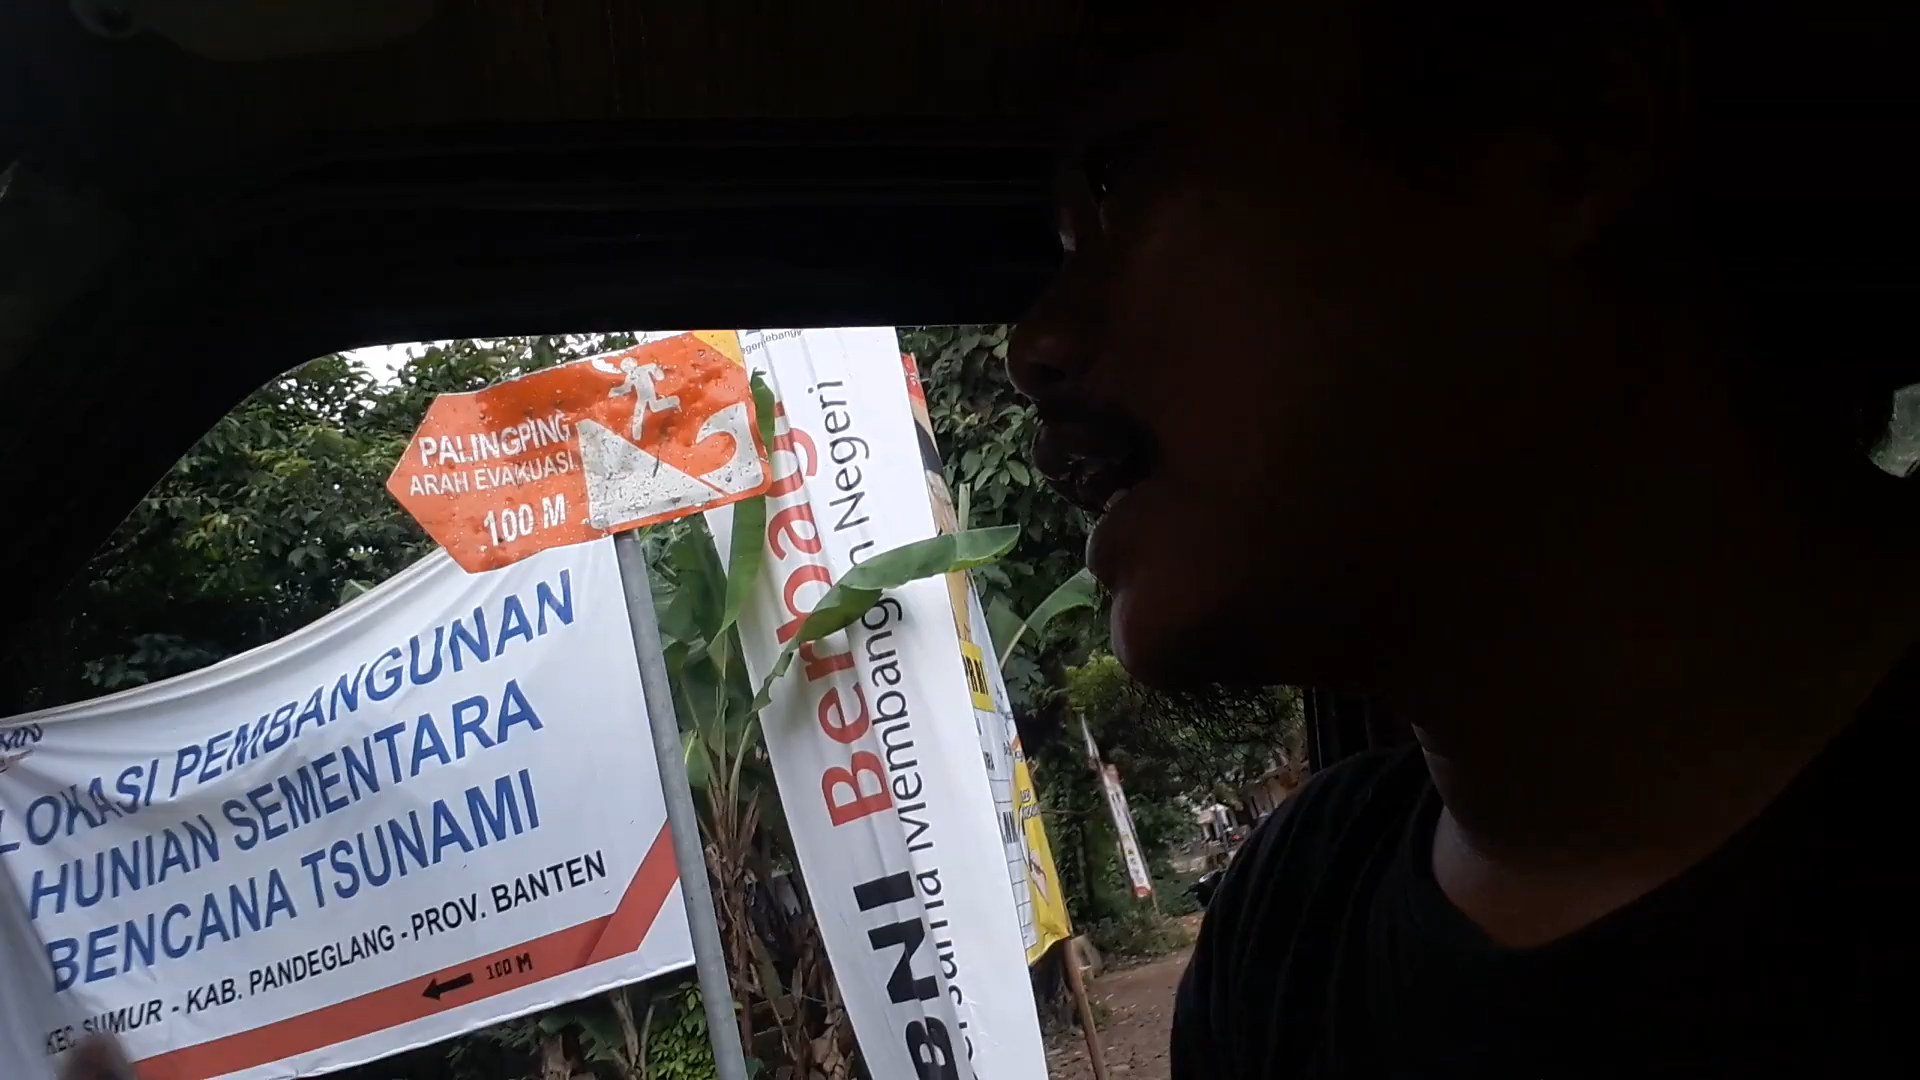 PALINGPING
ARAH EVAKUASI
100 M
LOKASI PEMBANGUNAN
HUNIAN SEMENTARA
BENCANA TSUNAMI
KEC. SUMUR - KAB. PANDEGLANG - PROV. BANTEN
100 M
BNI Berbagi
Membangun Negeri